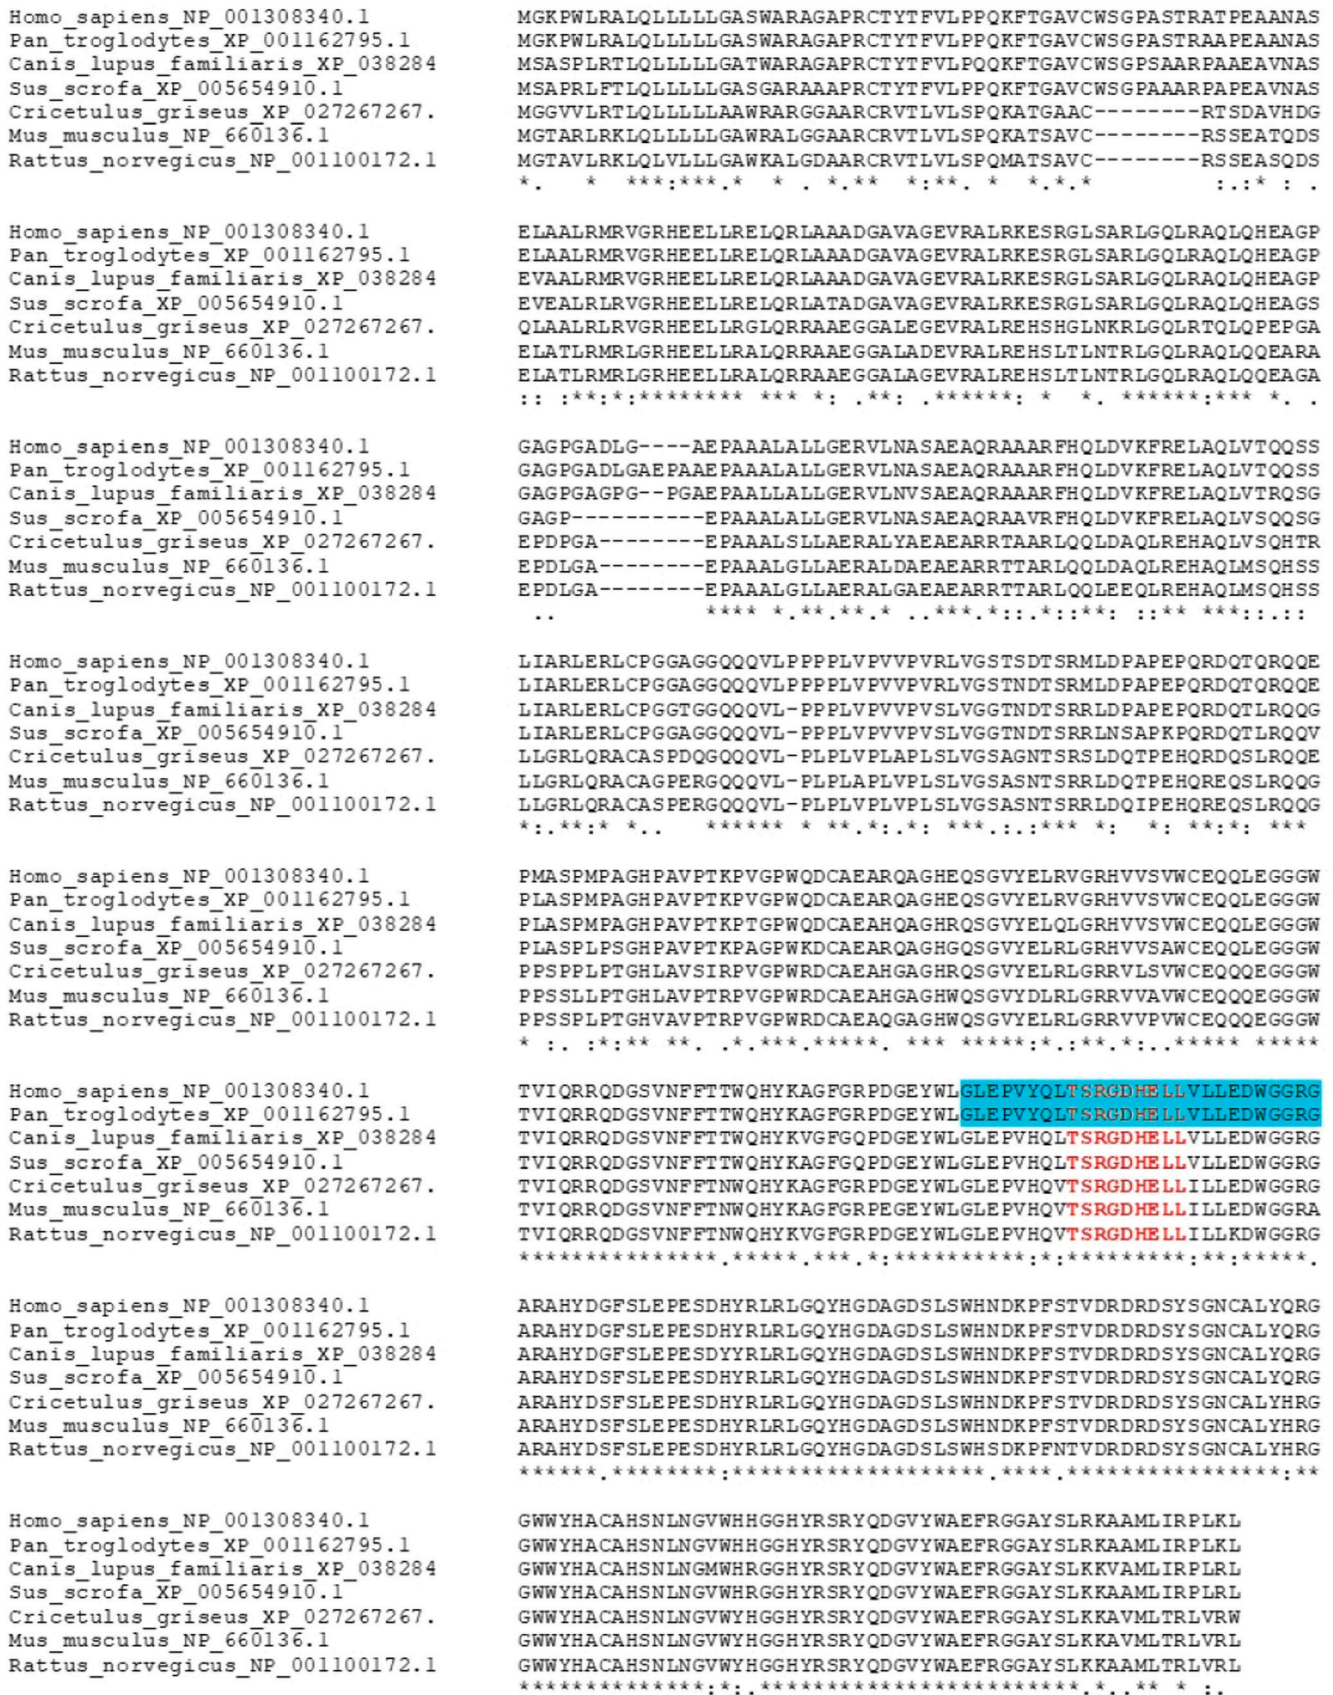 Homo_sapiens_NP_001308340.1 MGKPWLRALQLLLLLGASWARAGAPRCTYTFVLPPQKFTGAVCWSGPASTRATPEAANAS
Pan_troglodytes_XP_001162795.1 MGKPWLRALQLLLLLGASWARAGAPRCTYTFVLPPQKFTGAVCWSGPASTRAAPEAANAS
Canis_lupus_familiaris_XP_038284 MSASPLRTLQLLLLLGATWARAGAPRCTYTFVLPQQKFTGAVCWSGPSAARPAAEAVNAS
Sus_scrofa_XP_005654910.1 MSAPRLFTLQLLLLLGASGARAAAPRCTYTFVLPPQKFTGAVCWSGPAAARPAPEAVNAS
Cricetulus_griseus_XP_027267267. MGGVVLRTLQLLLLLAAWRARGGAARCRVTLVLSPQKATGAAC--------RTSDAVHDG
Mus_musculus_NP_660136.1 MGTARLRKLQLLLLLGAWRALGGAARCRVTLVLSPQKATSAVC--------RSSEATQDS
Rattus_norvegicus_NP_001100172.1 MGTAVLRKLQLVLLLGAWKALGDAARCRVTLVLSPQMATSAVC--------RSSEASQDS
*. * ***:***.* * . *.** *:**. * *.*.* :.:* : .
Homo_sapiens_NP_001308340.1 ELAALRMRVGRHEELLRELQRLAAADGAVAGEVRALRKESRGLSARLGQLRAQLQHEAGP
Pan_troglodytes_XP_001162795.1 ELAALRMRVGRHEELLRELQRLAAADGAVAGEVRALRKESRGLSARLGQLRAQLQHEAGP
Canis_lupus_familiaris_XP_038284 EVAALRMRVGRHEELLRELQRLAAADGAVAGEVRALRKESRGLSARLGQLRAQLQHEAGP
Sus_scrofa_XP_005654910.1 EVEALRLRVGRHEELLRELQRLATADGAVAGEVRALRKESRGLSARLGQLRAQLQHEAGS
Cricetulus_griseus_XP_027267267. QLAALRLRVGRHEELLRGLQRRAAEGGALEGEVRALREHSHGLNKRLGQLRTQLQPEPGA
Mus_musculus_NP_660136.1 ELATLRMRLGRHEELLRALQRRAAEGGALADEVRALREHSLTLNTRLGQLRAQLQQEARA
Rattus_norvegicus_NP_001100172.1 ELATLRMRLGRHEELLRALQRRAAEGGALAGEVRALREHSLTLNTRLGQLRAQLQQEAGA
:: :**:*:******** *** *: .**: .******: * *. ******:*** *. .
Homo_sapiens_NP_001308340.1 GAGPGADLG----AEPAAALALLGERVLNASAEAQRAAARFHQLDVKFRELAQLVTQQSS
Pan_troglodytes_XP_001162795.1 GAGPGADLGAEPAAEPAAALALLGERVLNASAEAQRAAARFHQLDVKFRELAQLVTQQSS
Canis_lupus_familiaris_XP_038284 GAGPGAGPG--PGAEPAALLALLGERVLNVSAEAQRAAARFHQLDVKFRELAQLVTRQSG
Sus_scrofa_XP_005654910.1 GAGP----------EPAAALALLGERVLNASAEAQRAAVRFHQLDVKFRELAQLVSQQSG
Cricetulus_griseus_XP_027267267. EPDPGA--------EPAAALSLLAERALYAEAEARRTAARLQQLDAQLREHAQLVSQHTR
Mus_musculus_NP_660136.1 EPDLGA--------EPAAALGLLAERALDAEAEARRTTARLQQLDAQLREHAQLMSQHSS
Rattus_norvegicus_NP_001100172.1 EPDLGA--------EPAAALGLLAERALGAEAEARRTTARLQQLEEQLREHAQLMSQHSS
.. **** *.**.**.* ..***.*::.*::**: ::** ***::.::
Homo_sapiens_NP_001308340.1 LIARLERLCPGGAGGQQQVLPPPPLVPVVPVRLVGSTSDTSRMLDPAPEPQRDQTQRQQE
Pan_troglodytes_XP_001162795.1 LIARLERLCPGGAGGQQQVLPPPPLVPVVPVRLVGSTNDTSRMLDPAPEPQRDQTQRQQE
Canis_lupus_familiaris_XP_038284 LIARLERLCPGGTGGQQQVL-PPPLVPVVPVSLVGGTNDTSRRLDPAPEPQRDQTLRQQG
Sus_scrofa_XP_005654910.1 LIARLERLCPGGAGGQQQVL-PPPLVPVVPVSLVGGTNDTSRRLNSAPKPQRDQTLRQQV
Cricetulus_griseus_XP_027267267. LLGRLQRACASPDQGQQQVL-PLPLVPLAPLSLVGSAGNTSRSLDQTPEHQRDQSLRQQE
Mus_musculus_NP_660136.1 LLGRLQRACAGPERGQQQVL-PLPLAPLVPLSLVGSASNTSRRLDQTPEHQREQSLRQQG
Rattus_norvegicus_NP_001100172.1 LLGRLQRACASPERGQQQVL-PLPLVPLVPLSLVGSASNTSRRLDQIPEHQREQSLRQQG
*:.**:* *.. ****** * **.*:.*: ***.:.:*** *: *: **:*: ***
Homo_sapiens_NP_001308340.1 PMASPMPAGHPAVPTKPVGPWQDCAEARQAGHEQSGVYELRVGRHVVSVWCEQQLEGGGW
Pan_troglodytes_XP_001162795.1 PLASPMPAGHPAVPTKPVGPWQDCAEARQAGHEQSGVYELRVGRHVVSVWCEQQLEGGGW
Canis_lupus_familiaris_XP_038284 PLASPMPAGHPAVPTKPTGPWQDCAEAHQAGHRQSGVYELQLGRHVVSVWCEQQLEGGGW
Sus_scrofa_XP_005654910.1 PLASPLPSGHPAVPTKPAGPWKDCAEARQAGHGQSGVYELRLGRHVVSAWCEQQLEGGGW
Cricetulus_griseus_XP_027267267. PPSPPLPTGHLAVSIRPVGPWRDCAEAHGAGHRQSGVYELRLGRRVLSVWCEQQQEGGGW
Mus_musculus_NP_660136.1 PPSSLLPTGHLAVPTRPVGPWRDCAEAHGAGHWQSGVYDLRLGRRVVAVWCEQQQEGGGW
Rattus_norvegicus_NP_001100172.1 PPSSPLPTGHVAVPTRPVGPWRDCAEAQGAGHWQSGVYELRLGRRVVPVWCEQQQEGGGW
* :. :*:** **. .*.***.*****. *** *****:*:**.*:..***** *****
Homo_sapiens_NP_001308340.1 TVIQRRQDGSVNFFTTWQHYKAGFGRPDGEYWLGLEPVYQLTSRGDHELLVLLEDWGGRG
Pan_troglodytes_XP_001162795.1 TVIQRRQDGSVNFFTTWQHYKAGFGRPDGEYWLGLEPVYQLTSRGDHELLVLLEDWGGRG
Canis_lupus_familiaris_XP_038284 TVIQRRQDGSVNFFTTWQHYKVGFGQPDGEYWLGLEPVHQLTSRGDHELLVLLEDWGGRG
Sus_scrofa_XP_005654910.1 TVIQRRQDGSVNFFTTWQHYKAGFGQPDGEYWLGLEPVHQLTSRGDHELLVLLEDWGGRG
Cricetulus_griseus_XP_027267267. TVIQRRQDGSVNFFTNWQHYKAGFGRPDGEYWLGLEPVHQVTSRGDHELLILLEDWGGRG
Mus_musculus_NP_660136.1 TVIQRRQDGSVNFFTNWQHYKAGFGRPEGEYWLGLEPVHQVTSRGDHELLILLEDWGGRA
Rattus_norvegicus_NP_001100172.1 TVIQRRQDGSVNFFTNWQHYKVGFGRPDGEYWLGLEPVHQVTSRGDHELLILLKDWGGRG
***************.*****.***.*:**********:*:*********:**:*****.
Homo_sapiens_NP_001308340.1 ARAHYDGFSLEPESDHYRLRLGQYHGDAGDSLSWHNDKPFSTVDRDRDSYSGNCALYQRG
Pan_troglodytes_XP_001162795.1 ARAHYDGFSLEPESDHYRLRLGQYHGDAGDSLSWHNDKPFSTVDRDRDSYSGNCALYQRG
Canis_lupus_familiaris_XP_038284 ARAHYDGFSLEPESDYYRLRLGQYHGDAGDSLSWHNDKPFSTVDRDRDSYSGNCALYQRG
Sus_scrofa_XP_005654910.1 ARAHYDGFSLEPESDHYRLRLGQYHGDAGDSLSWHNDKPFSTVDRDRDSYSGNCALYQRG
Cricetulus_griseus_XP_027267267. ARAHYDSFSLEPESDHYRLRLGQYHGDAGDSLSWHNDKPFSTVDRDRDSYSGNCALYHRG
Mus_musculus_NP_660136.1 ARAHYDSFSLEPESDHYRLRLGQYHGDAGDSLSWHNDKPFSTVDRDRDSYSGNCALYHRG
Rattus_norvegicus_NP_001100172.1 ARAHYDSFSLEPESDHYRLRLGQYHGDAGDSLSWHSDKPFNTVDRDRDSYSGNCALYHRG
******.********:*******************.****.****************:**
Homo_sapiens_NP_001308340.1 GWWYHACAHSNLNGVWHHGGHYRSRYQDGVYWAEFRGGAYSLRKAAMLIRPLKL
Pan_troglodytes_XP_001162795.1 GWWYHACAHSNLNGVWHHGGHYRSRYQDGVYWAEFRGGAYSLRKAAMLIRPLKL
Canis_lupus_familiaris_XP_038284 GWWYHACAHSNLNGMWHRGGHYRSRYQDGVYWAEFRGGAYSLKKVAMLIRPLRL
Sus_scrofa_XP_005654910.1 GWWYHACAHSNLNGVWHHGGHYRSRYQDGVYWAEFRGGAYSLKKAAMLIRPLRL
Cricetulus_griseus_XP_027267267. GWWYHACAHSNLNGVWYHGGHYRSRYQDGVYWAEFRGGAYSLKKAVMLTRLVRW
Mus_musculus_NP_660136.1 GWWYHACAHSNLNGVWYHGGHYRSRYQDGVYWAEFRGGAYSLKKAVMLTRLVRL
Rattus_norvegicus_NP_001100172.1 GWWYHACAHSNLNGVWYHGGHYRSRYQDGVYWAEFRGGAYSLKKAAMLTRLVRL
**************:*:.************************.*..** * :.